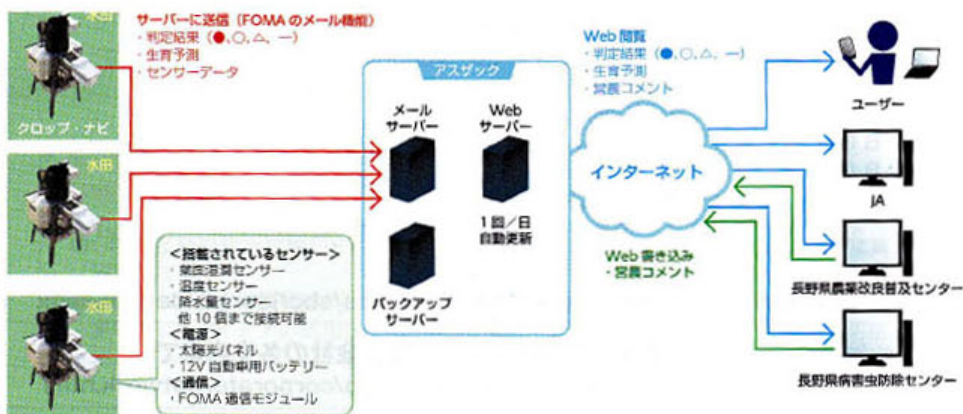 水田
クロップ・ナビ
水田
水田
サーバーに送信（FOMAのメール機能）
・判定結果（●、○、△、―）
・生育予測
・センサーデータ
<搭載されているセンサー>
・葉面湿潤センサー
・温度センサー
・降水量センサー
他10個まで接続可能
<電源>
・太陽光パネル
・12V自動車用バッテリー
<通信>
・FOMA通信モジュール
アスザック
メール
サーバー
Web
サーバー
1回／日
自動更新
バックアップ
サーバー
Web閲覧
・判定結果（●、○、△、―）
・生育予測
・営農コメント
インターネット
Web書き込み
・営農コメント
ユーザー
JA
長野県農業改良普及センター
長野県病害虫防除センター